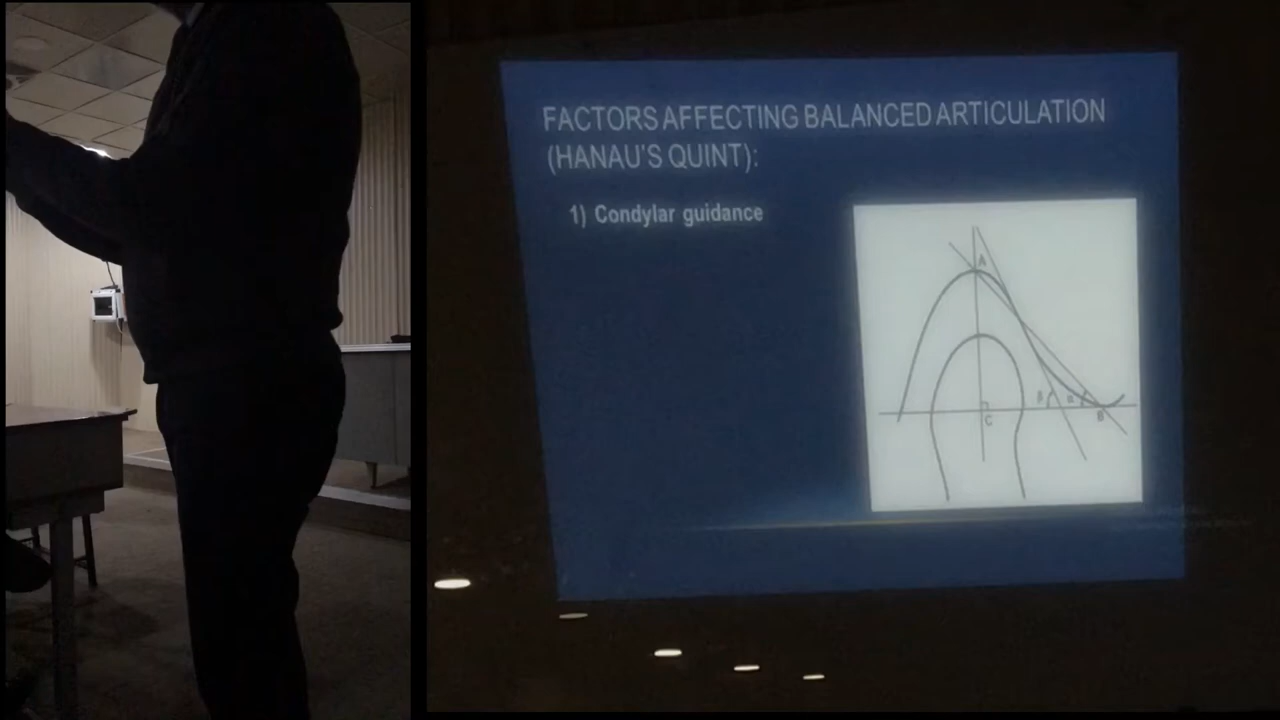 FACTORS AFFECTING BALANCED ARTICULATION
(HANAU'S QUINT):
1) Condylar guidance
A
C
B